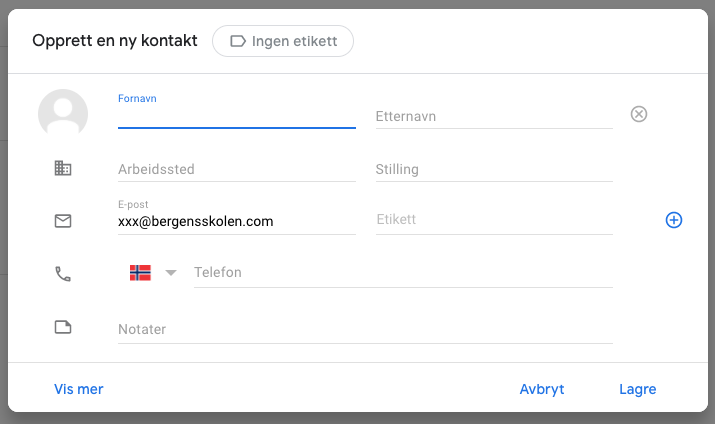 Opprett en ny kontakt
Ingen etikett
Fornavn
Etternavn
Arbeidssted
Stilling
E-post
xxx@bergensskolen.com
Etikett
Telefon
Notater
Vis mer
Avbryt
Lagre